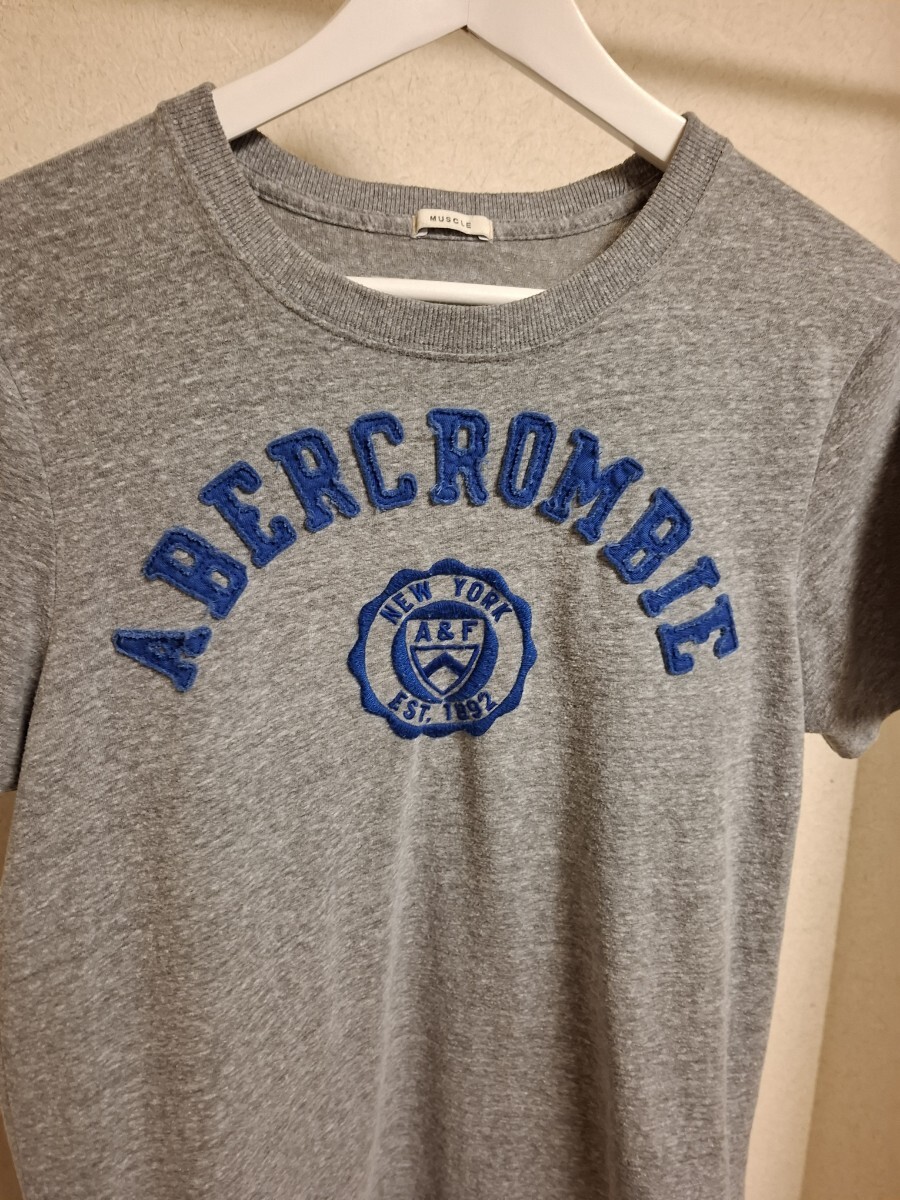 MUSCLE
ABERCROMBIE
NEW YORK
A & F
EST. 1892